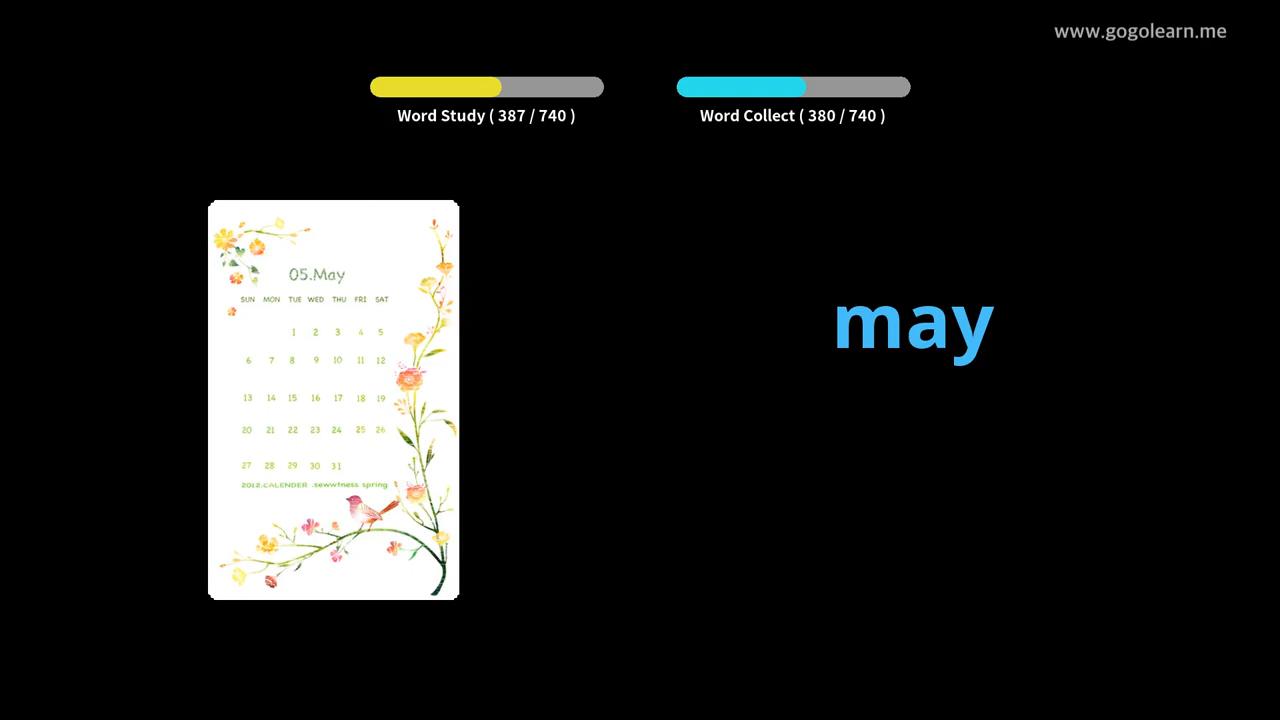 www.gogolearn.me
Word Study ( 387 / 740 )
Word Collect ( 380 / 740 )
05.May
SUN MON TUE WED THU FRI SAT
1 2 3 4 5
6 7 8 9 10 11 12
13 14 15 16 17 18 19
20 21 22 23 24 25 26
27 28 29 30 31
2012.CALENDER .sewwtness spring
may